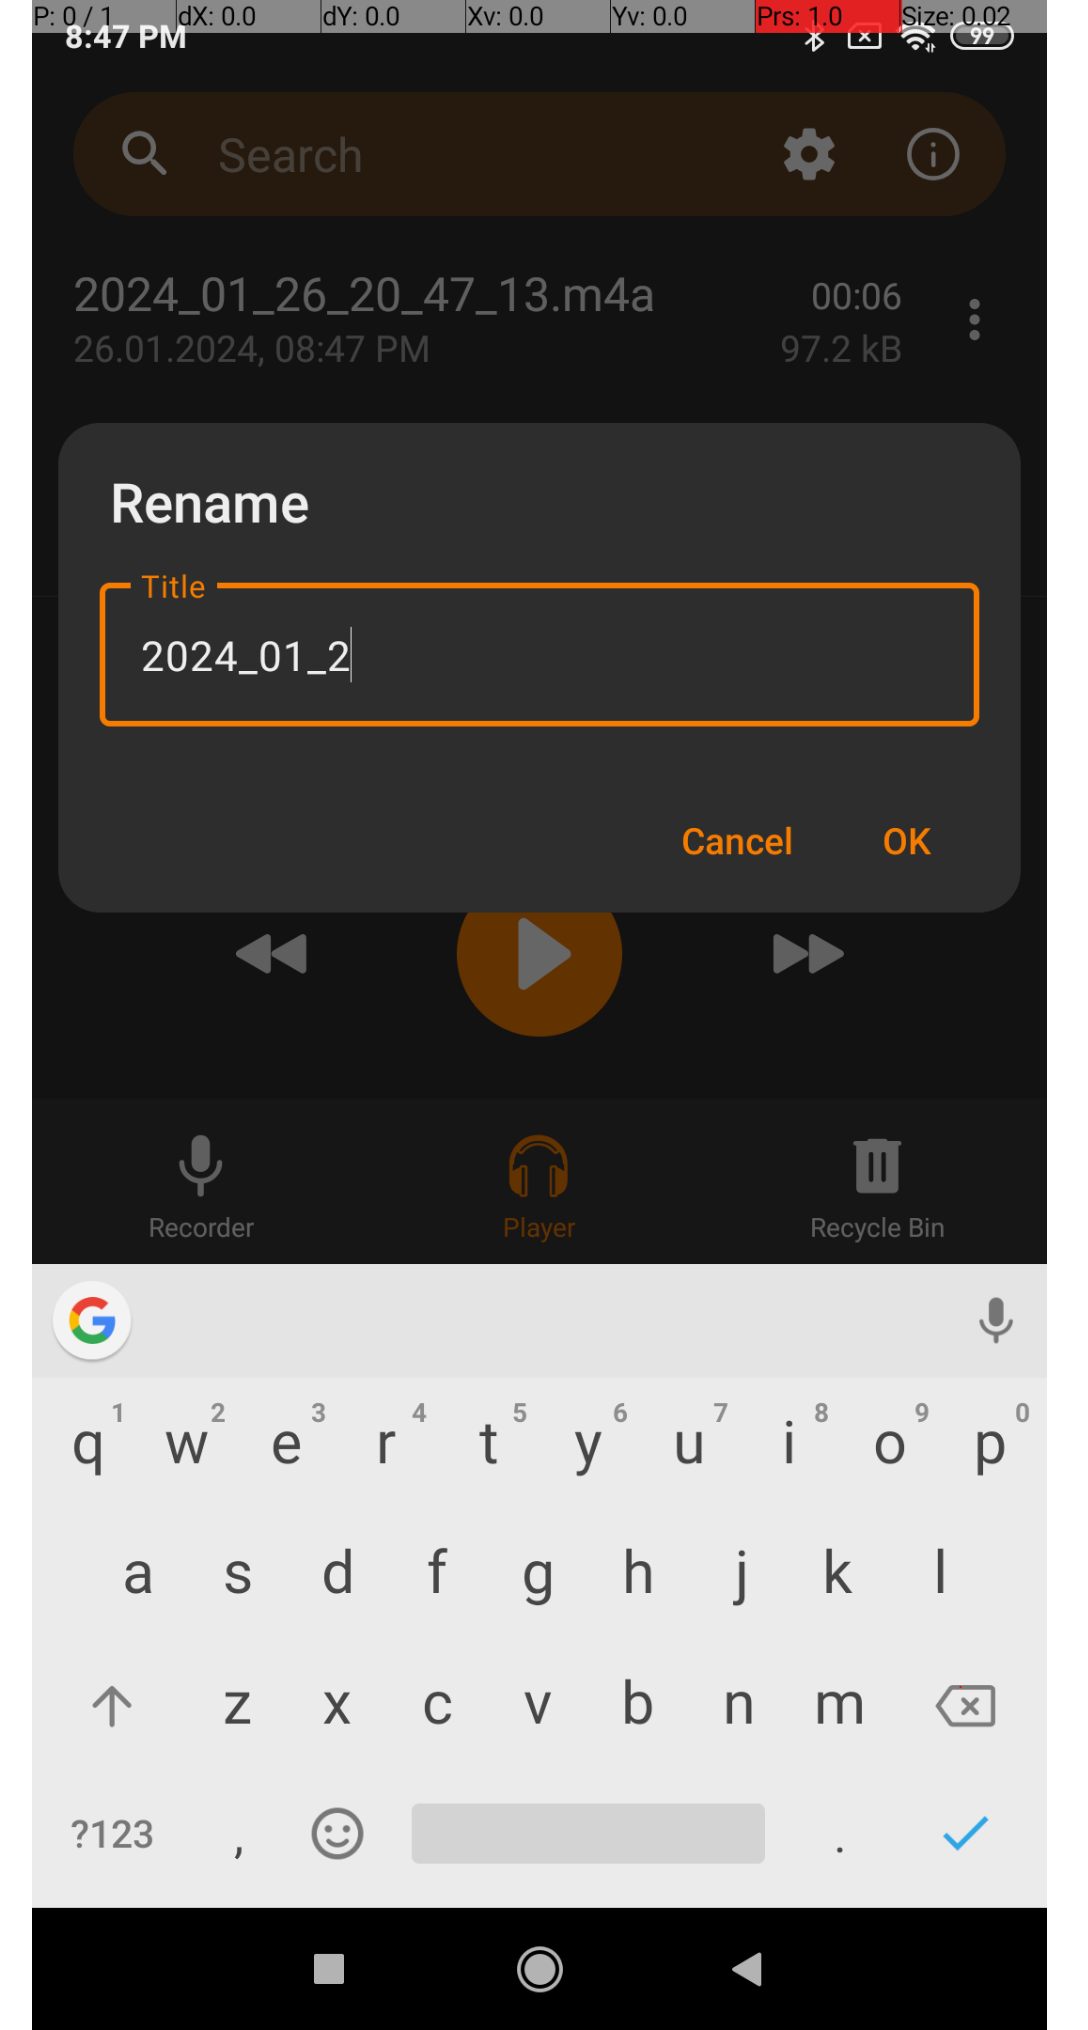 P: 0 / 1 dX: 0.0 dY: 0.0 Xv: 0.0 Yv: 0.0 Prs: 1.0 Size: 0.02
8:47 PM 99
Search
2024_01_26_20_47_13.m4a 00:06
26.01.2024, 08:47 PM 97.2 kB
Rename
Title
2024_01_2
Cancel OK
Recorder Player Recycle Bin
1 2 3 4 5 6 7 8 9 0
q w e r t y u i o p
a s d f g h j k l
z x c v b n m
?123 , .